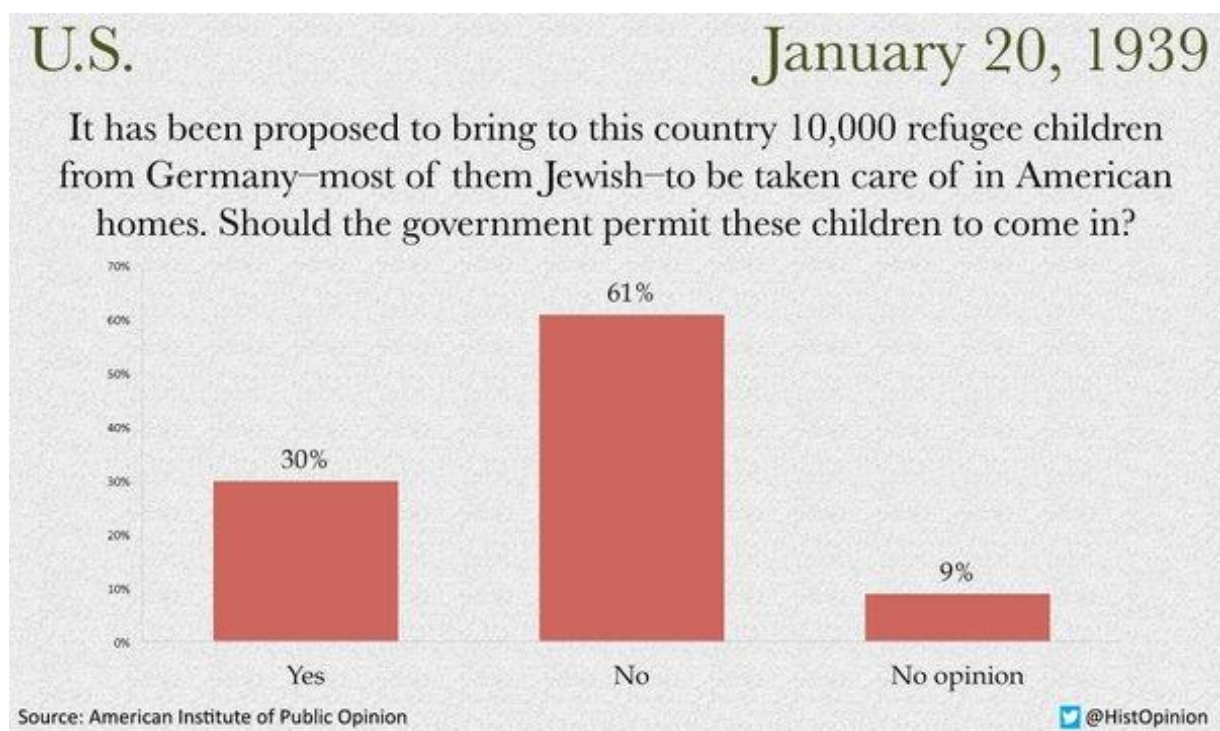 U.S.
January 20, 1939
It has been proposed to bring to this country 10,000 refugee children
from Germany–most of them Jewish–to be taken care of in American
homes. Should the government permit these children to come in?
70%
60%
50%
40%
30%
20%
10%
0%
30%
61%
9%
Yes
No
No opinion
Source: American Institute of Public Opinion
@HistOpinion